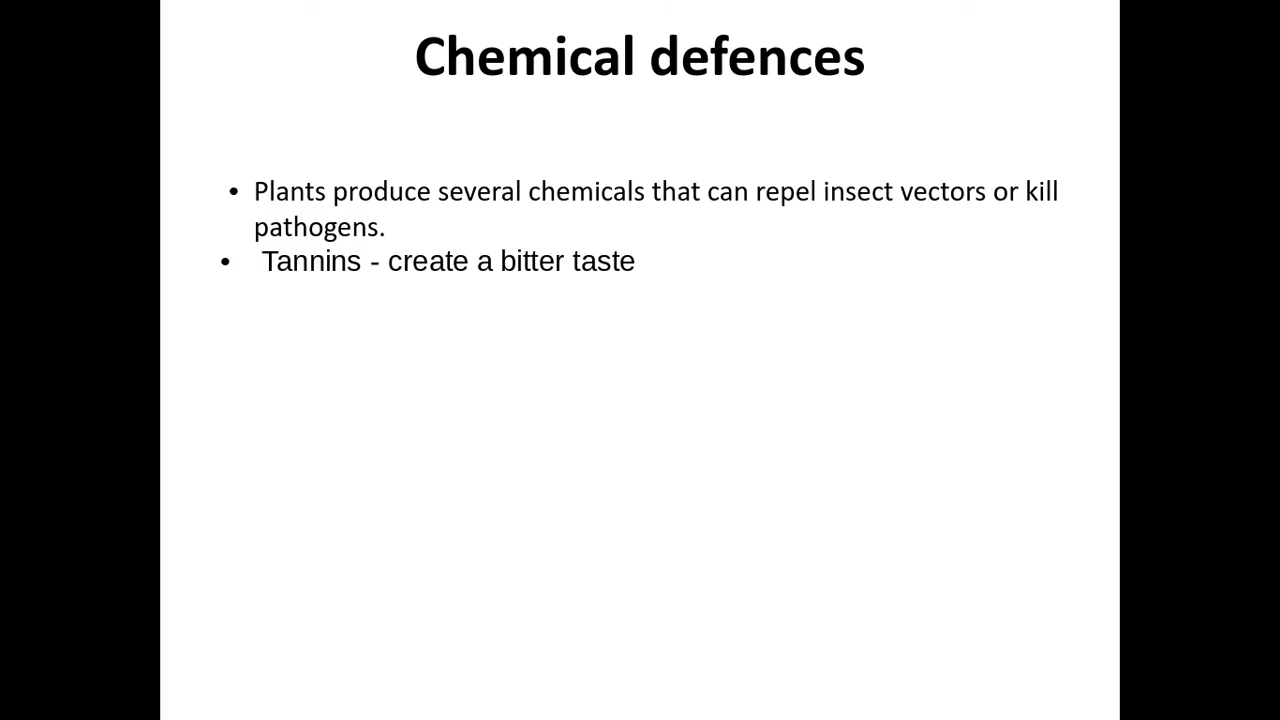 Chemical defences
• Plants produce several chemicals that can repel insect vectors or kill
pathogens.
• Tannins - create a bitter taste